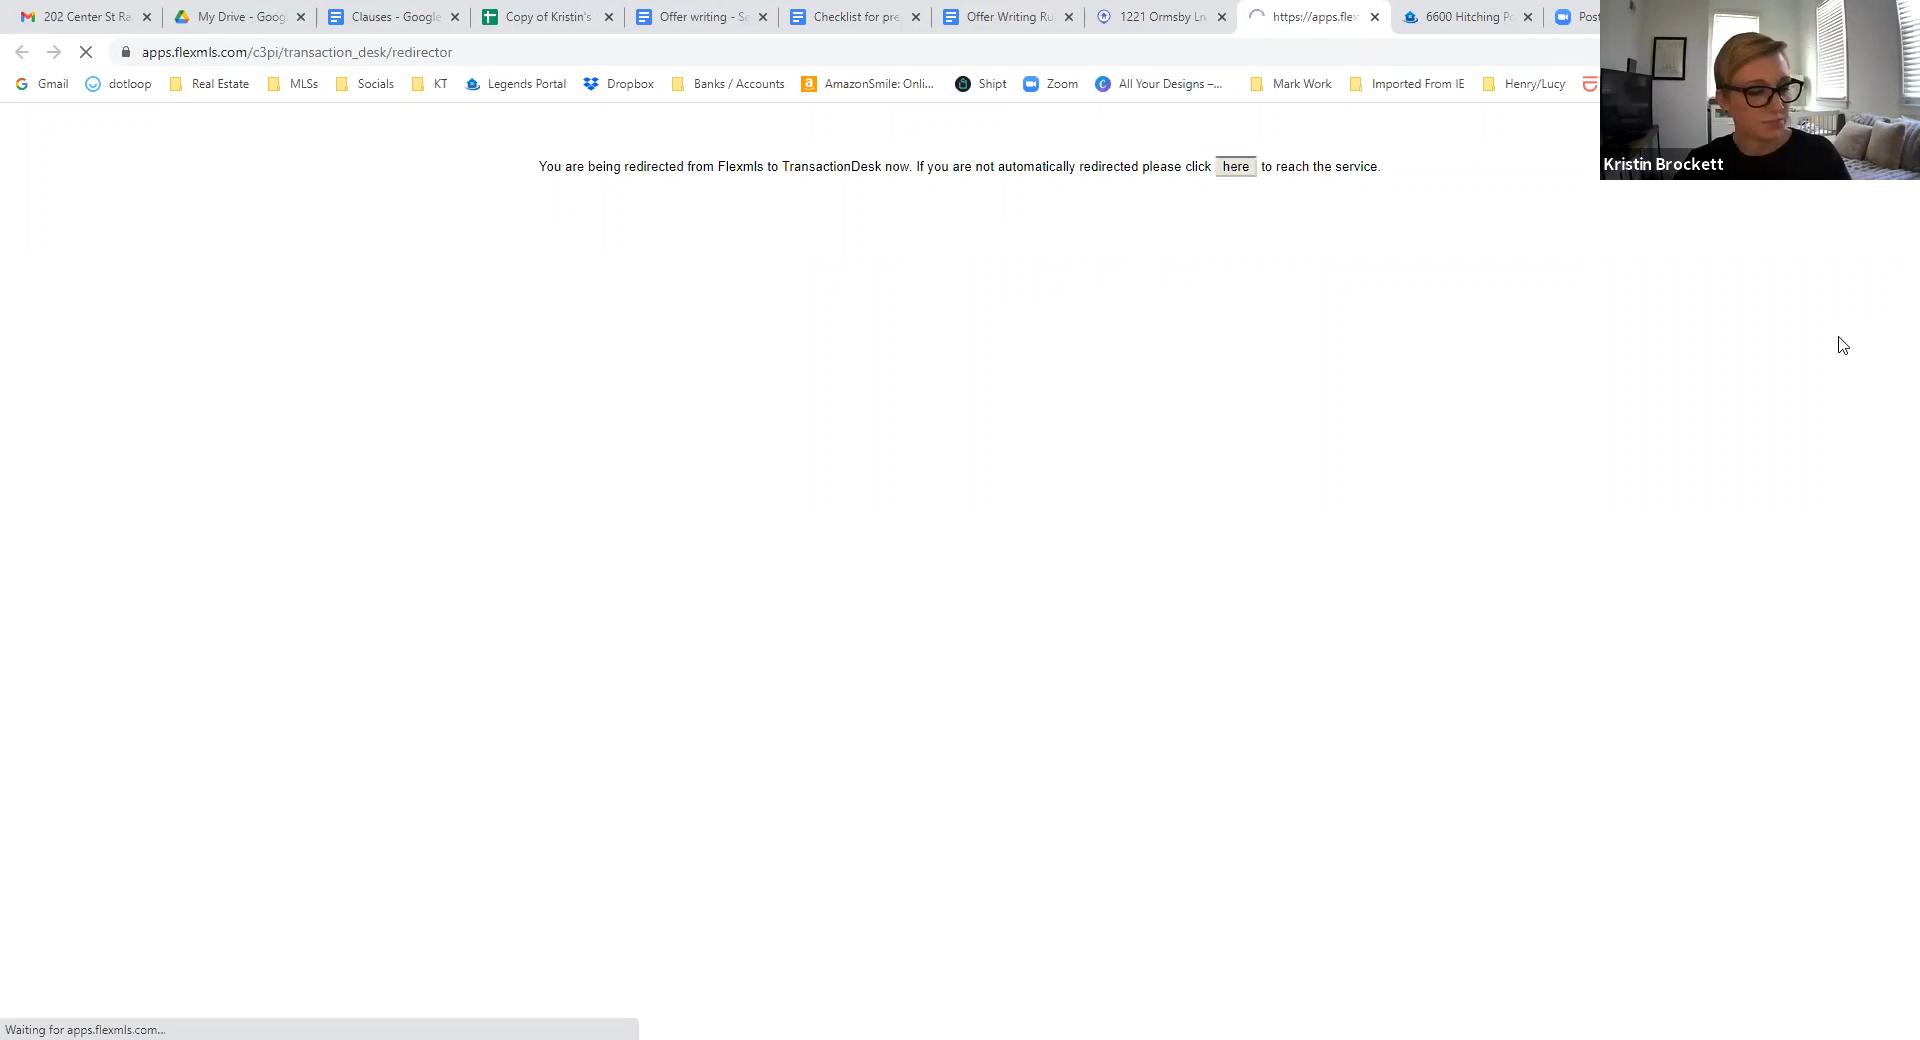 202 Center St Ra
My Drive - Goog
Clauses - Google
Copy of Kristin's
Offer writing - Se
Checklist for pre
Offer Writing Ru
1221 Ormsby Ln
https://apps.flex
6600 Hitching Po
Post
apps.flexmls.com/c3pi/transaction_desk/redirector
Gmail
dotloop
Real Estate
MLSs
Socials
KT
Legends Portal
Dropbox
Banks / Accounts
AmazonSmile: Onli...
Shipt
Zoom
All Your Designs –...
Mark Work
Imported From IE
Henry/Lucy
Kristin Brockett
You are being redirected from Flexmls to TransactionDesk now. If you are not automatically redirected please click here to reach the service.
Waiting for apps.flexmls.com...